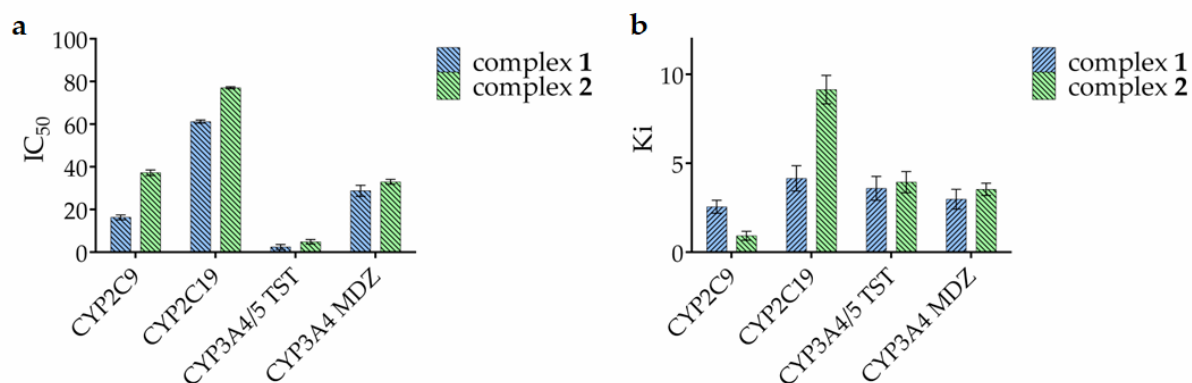 a
100
80
60
40
20
0
IC50
CYP2C9
CYP2C19
CYP3A4/5 TST
CYP3A4 MDZ
complex 1
complex 2
b
10
5
0
Ki
CYP2C9
CYP2C19
CYP3A4/5 TST
CYP3A4 MDZ
complex 1
complex 2